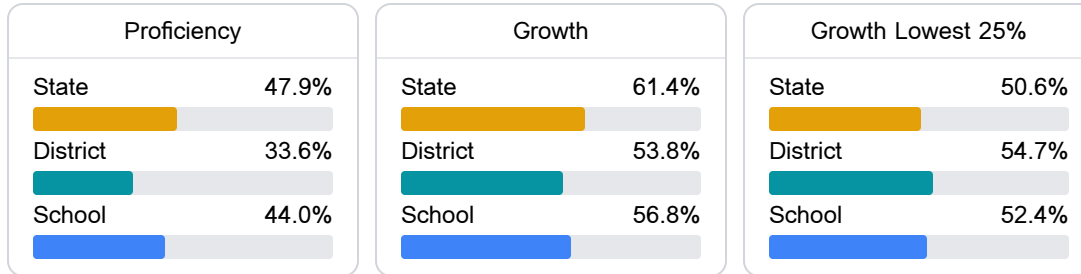 Proficiency
State 47.9%
District 33.6%
School 44.0%
Growth
State 61.4%
District 53.8%
School 56.8%
Growth Lowest 25%
State 50.6%
District 54.7%
School 52.4%